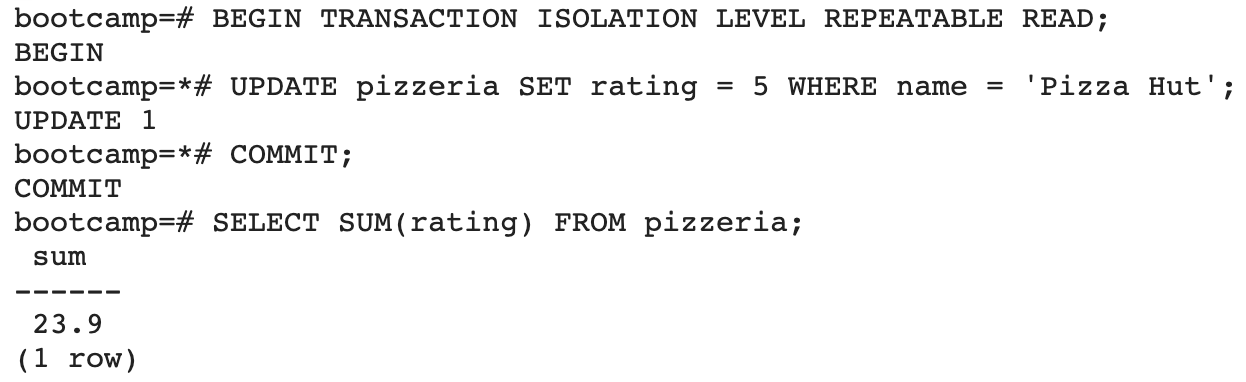 bootcamp=# BEGIN TRANSACTION ISOLATION LEVEL REPEATABLE READ;
BEGIN
bootcamp=*# UPDATE pizzeria SET rating = 5 WHERE name = 'Pizza Hut';
UPDATE 1
bootcamp=*# COMMIT;
COMMIT
bootcamp=# SELECT SUM(rating) FROM pizzeria;
 sum
------
 23.9
(1 row)